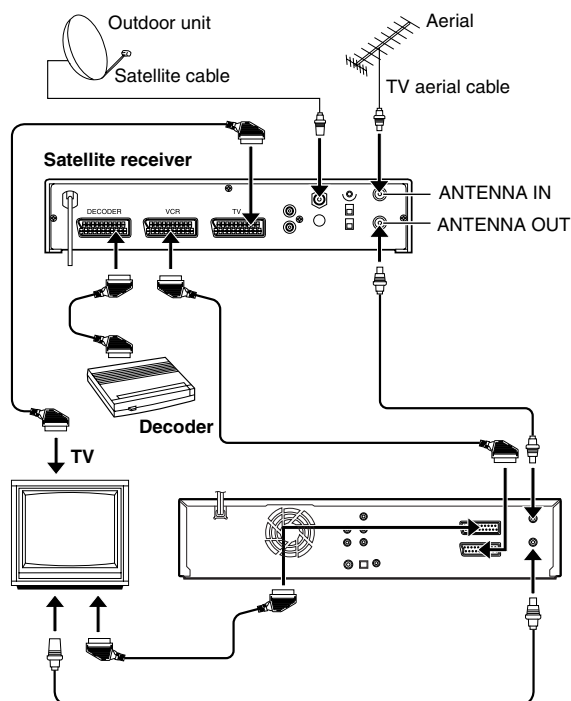 Outdoor unit
Aerial
Satellite cable
TV aerial cable
Satellite receiver
ANTENNA IN
DECODER
VCR
TV
ANTENNA OUT
Decoder
TV